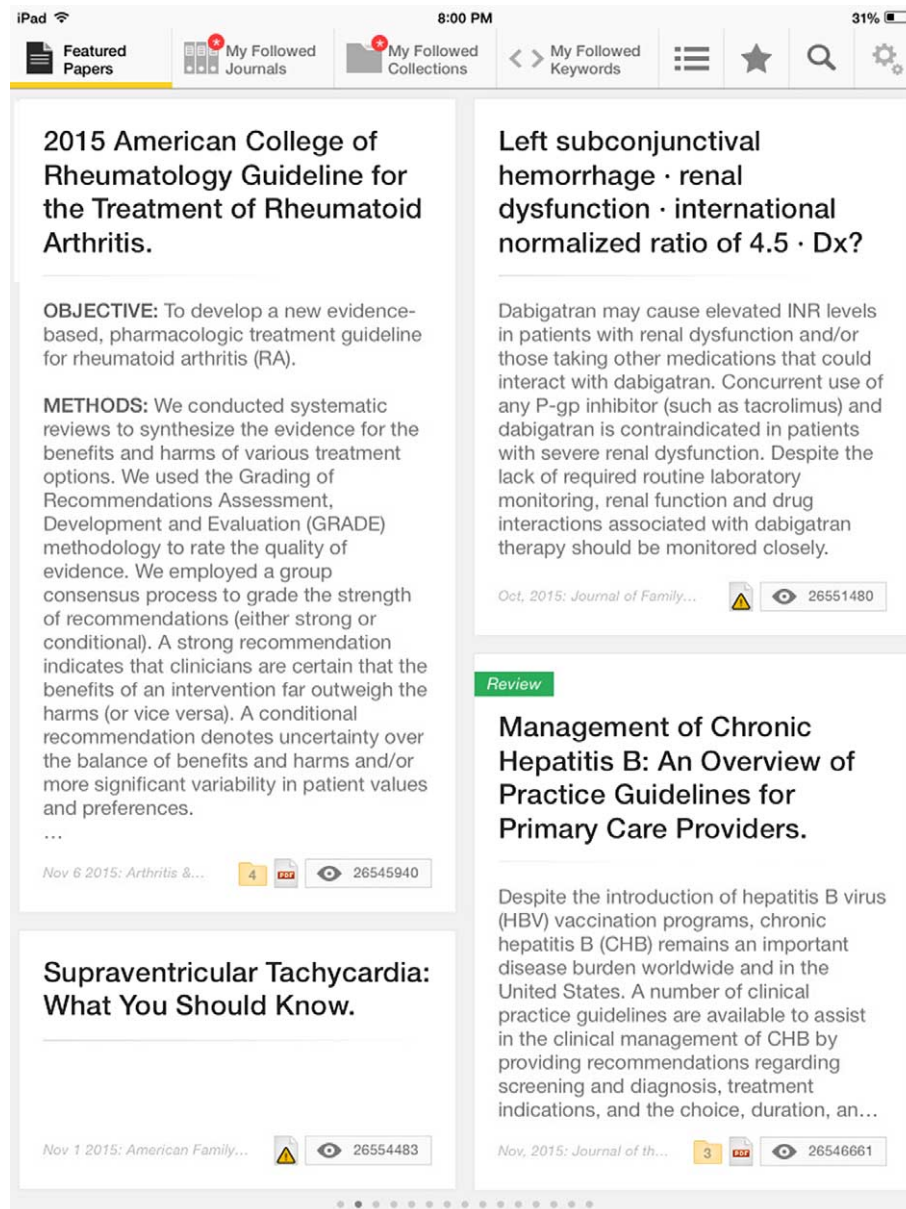 iPad
8:00 PM
31%
Featured
Papers
My Followed
Journals
My Followed
Collections
My Followed
Keywords
2015 American College of
Rheumatology Guideline for
the Treatment of Rheumatoid
Arthritis.
OBJECTIVE: To develop a new evidence-
based, pharmacologic treatment guideline
for rheumatoid arthritis (RA).
METHODS: We conducted systematic
reviews to synthesize the evidence for the
benefits and harms of various treatment
options. We used the Grading of
Recommendations Assessment,
Development and Evaluation (GRADE)
methodology to rate the quality of
evidence. We employed a group
consensus process to grade the strength
of recommendations (either strong or
conditional). A strong recommendation
indicates that clinicians are certain that the
benefits of an intervention far outweigh the
harms (or vice versa). A conditional
recommendation denotes uncertainty over
the balance of benefits and harms and/or
more significant variability in patient values
and preferences.
...
Nov 6 2015: Arthritis &... 4 PDF 26545940
Supraventricular Tachycardia:
What You Should Know.
Nov 1 2015: American Family... 26554483
Left subconjunctival
hemorrhage · renal
dysfunction · international
normalized ratio of 4.5 · Dx?
Dabigatran may cause elevated INR levels
in patients with renal dysfunction and/or
those taking other medications that could
interact with dabigatran. Concurrent use of
any P-gp inhibitor (such as tacrolimus) and
dabigatran is contraindicated in patients
with severe renal dysfunction. Despite the
lack of required routine laboratory
monitoring, renal function and drug
interactions associated with dabigatran
therapy should be monitored closely.
Oct, 2015: Journal of Family... 26551480
Review
Management of Chronic
Hepatitis B: An Overview of
Practice Guidelines for
Primary Care Providers.
Despite the introduction of hepatitis B virus
(HBV) vaccination programs, chronic
hepatitis B (CHB) remains an important
disease burden worldwide and in the
United States. A number of clinical
practice guidelines are available to assist
in the clinical management of CHB by
providing recommendations regarding
screening and diagnosis, treatment
indications, and the choice, duration, an...
Nov, 2015: Journal of th... 3 PDF 26546661